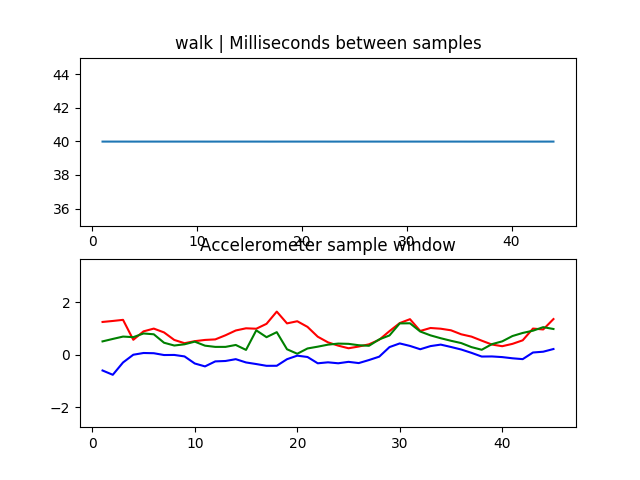 walk | Milliseconds between samples
44
42
40
38
36
0 10 20 30 40
Accelerometer sample window
2
0
−2
0 10 20 30 40